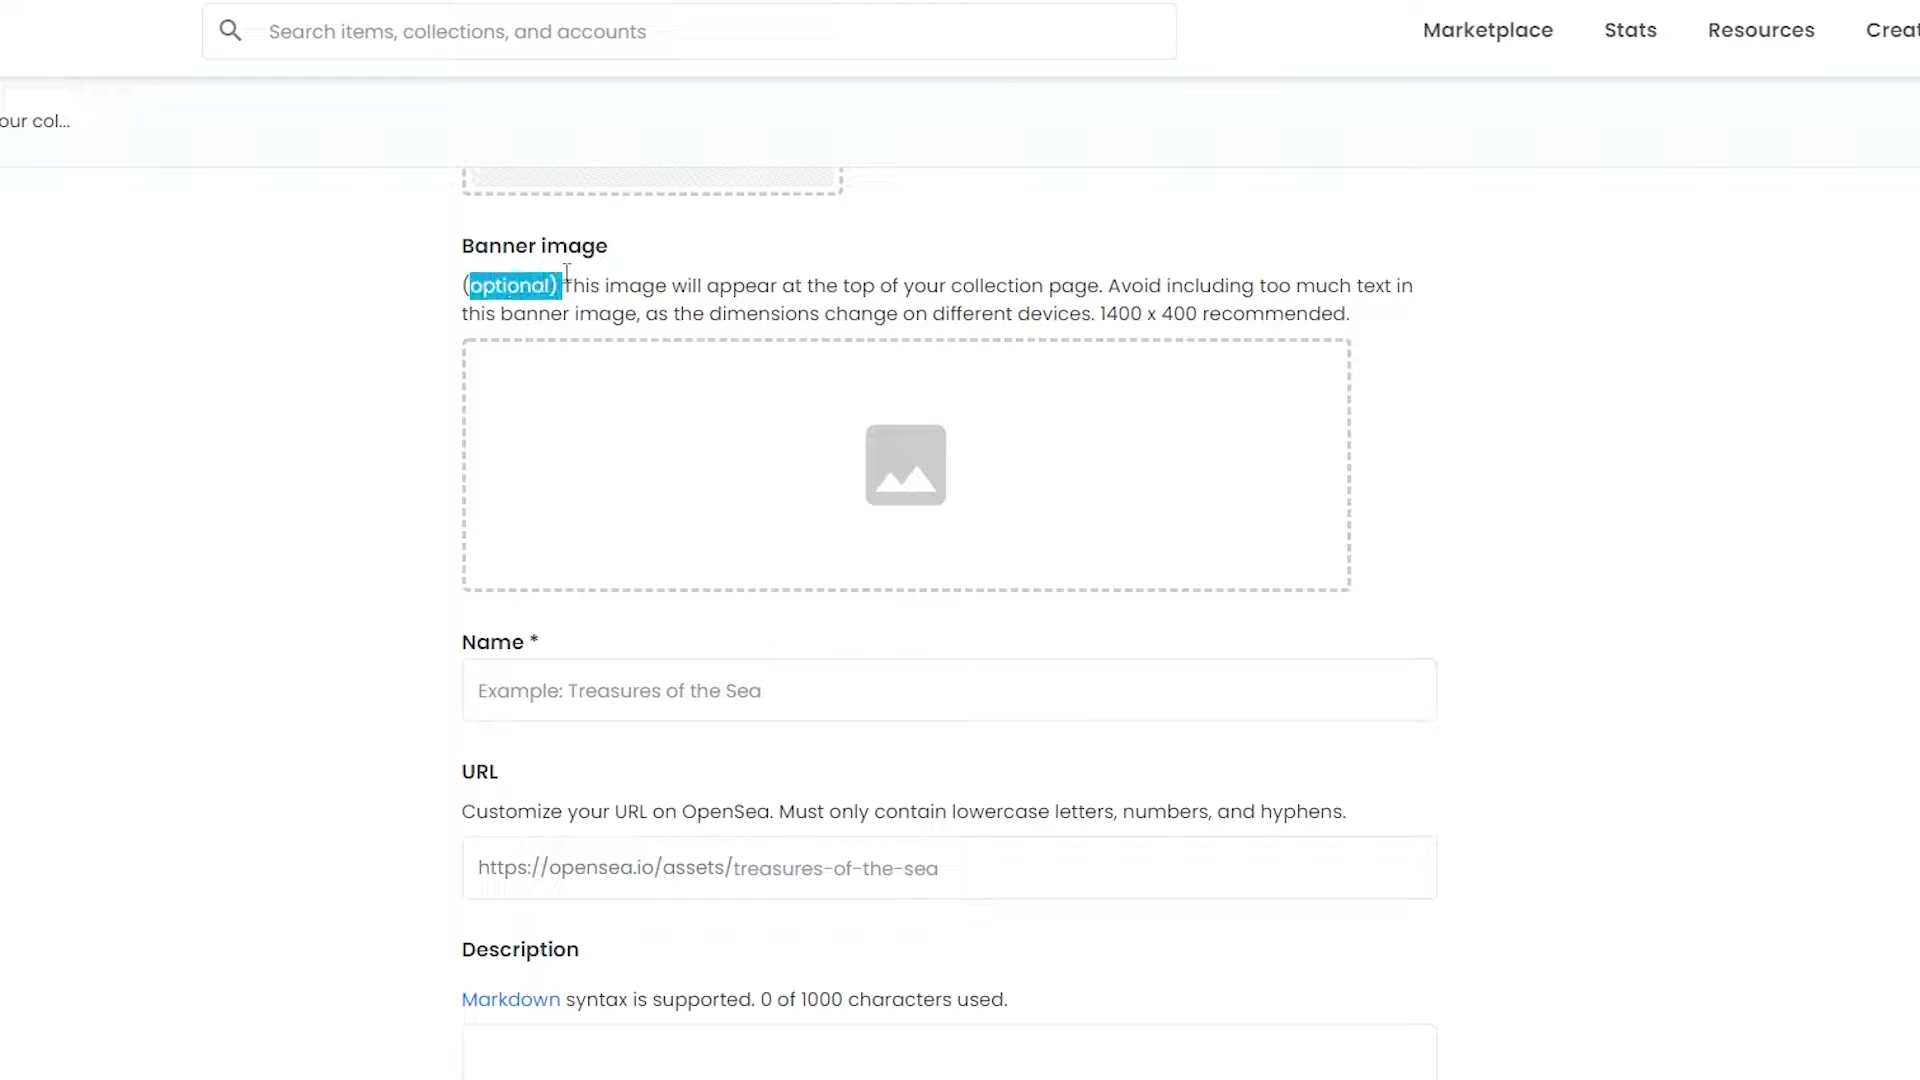 Search items, collections, and accounts
Marketplace
Stats
Resources
Creat
our col...
Banner image
(optional) This image will appear at the top of your collection page. Avoid including too much text in
this banner image, as the dimensions change on different devices. 1400 x 400 recommended.
Name *
Example: Treasures of the Sea
URL
Customize your URL on OpenSea. Must only contain lowercase letters, numbers, and hyphens.
https://opensea.io/assets/treasures-of-the-sea
Description
Markdown syntax is supported. 0 of 1000 characters used.